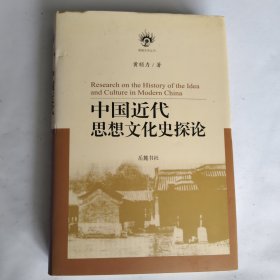 黄顺力/著
Research on the History of the Idea
and Culture in Modern China
中国近代
思想文化史探论
岳麓书社